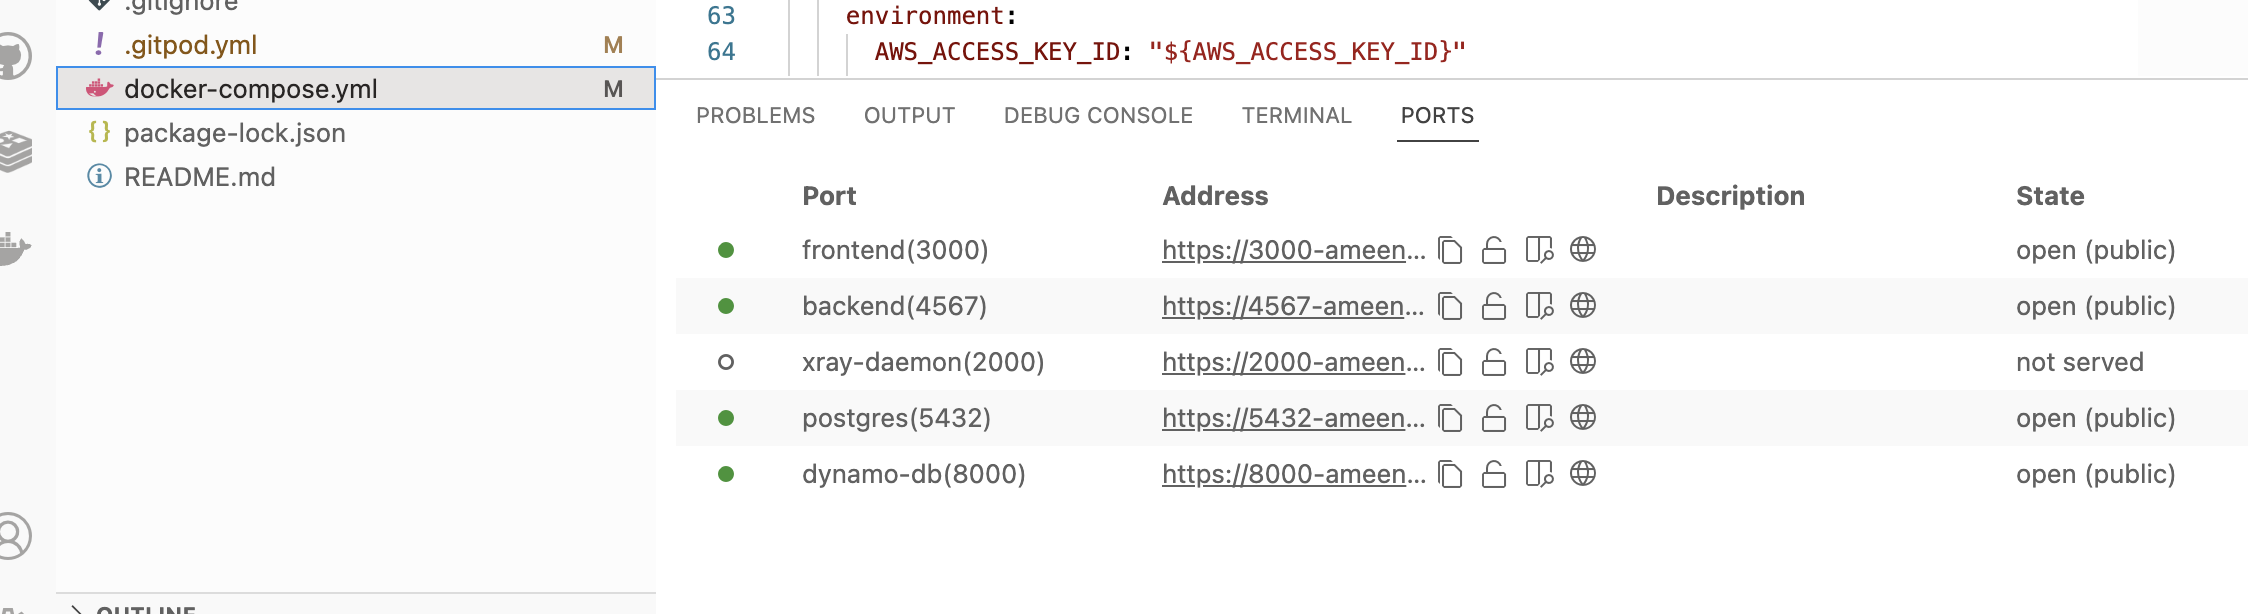 .gitignore
.gitpod.yml M
docker-compose.yml M
package-lock.json
README.md
OUTLINE
63 environment:
64 AWS_ACCESS_KEY_ID: "${AWS_ACCESS_KEY_ID}"
PROBLEMS OUTPUT DEBUG CONSOLE TERMINAL PORTS
Port Address Description State
frontend(3000) https://3000-ameen... open (public)
backend(4567) https://4567-ameen... open (public)
xray-daemon(2000) https://2000-ameen... not served
postgres(5432) https://5432-ameen... open (public)
dynamo-db(8000) https://8000-ameen... open (public)